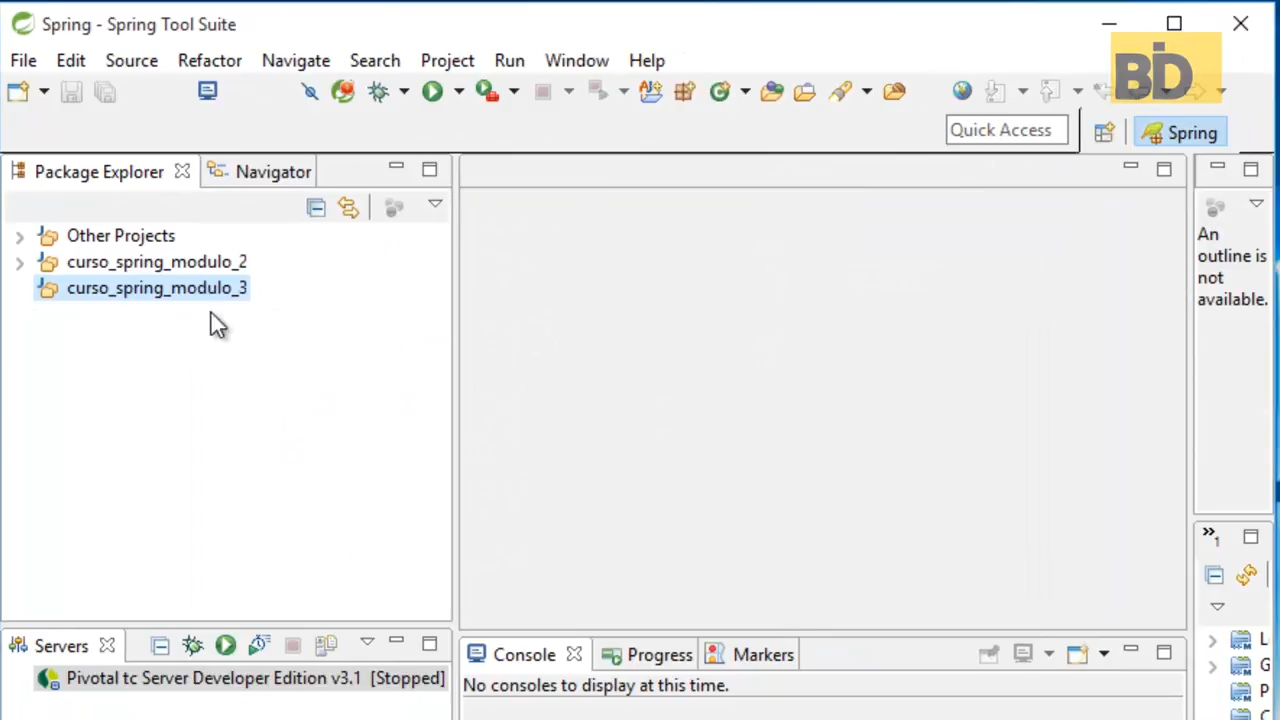 Spring - Spring Tool Suite
File Edit Source Refactor Navigate Search Project Run Window Help
BiD
Quick Access
Spring
Package Explorer
Navigator
Other Projects
curso_spring_modulo_2
curso_spring_modulo_3
An
outline is
not
available.
1
L
G
P
Servers
Pivotal tc Server Developer Edition v3.1 [Stopped]
Console
Progress
Markers
No consoles to display at this time.